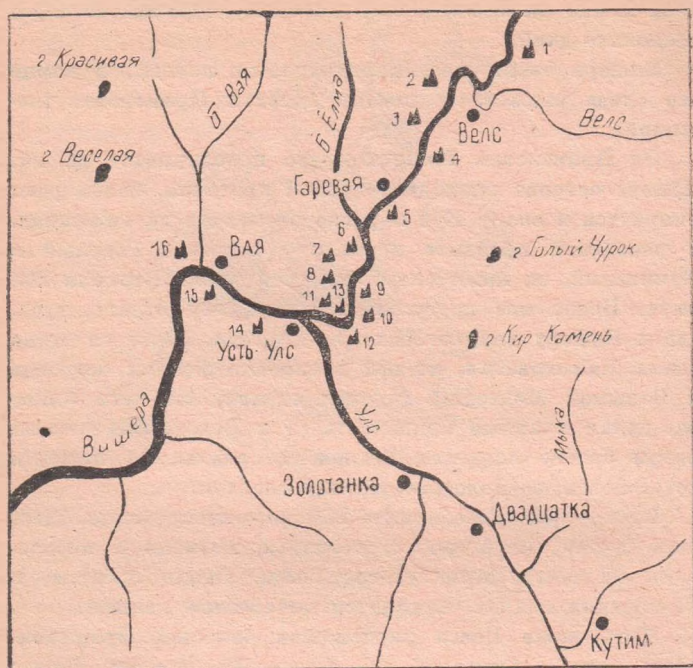 1
2
г Красивая
Б Вая
Б Ёлма
3
Велс
Велс
г Веселая
4
Гаревая
5
6
16
Вая
7
г Голый Чурок
8
9
15
11
13
10
14
Усть-Улс
12
г Кир. Камень
Вишера
Улс
Мыка
Золотанка
Двадцатка
Кутим